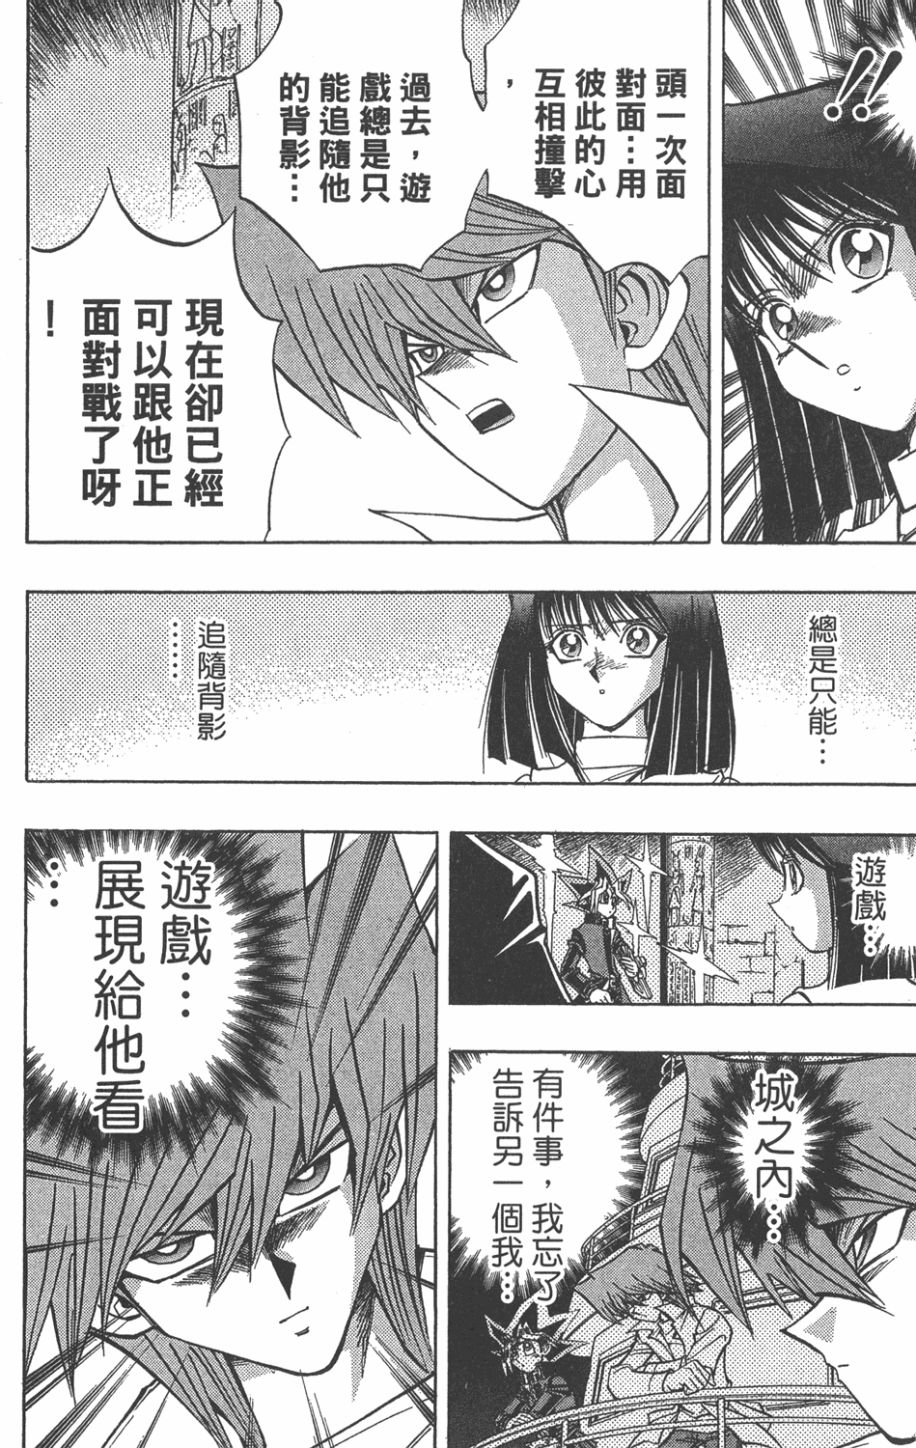 !!
頭一次面
對面…用
彼此的心
互相撞擊
，
過去，遊
戲總是只
能追隨他
的背影…
現在卻已經
可以跟他正
面對戰了呀
！
總是只能…
追隨背影
……
遊戲…
城之內…
有件事，我忘了
告訴另一個我…
遊戲…
展現給他看
…